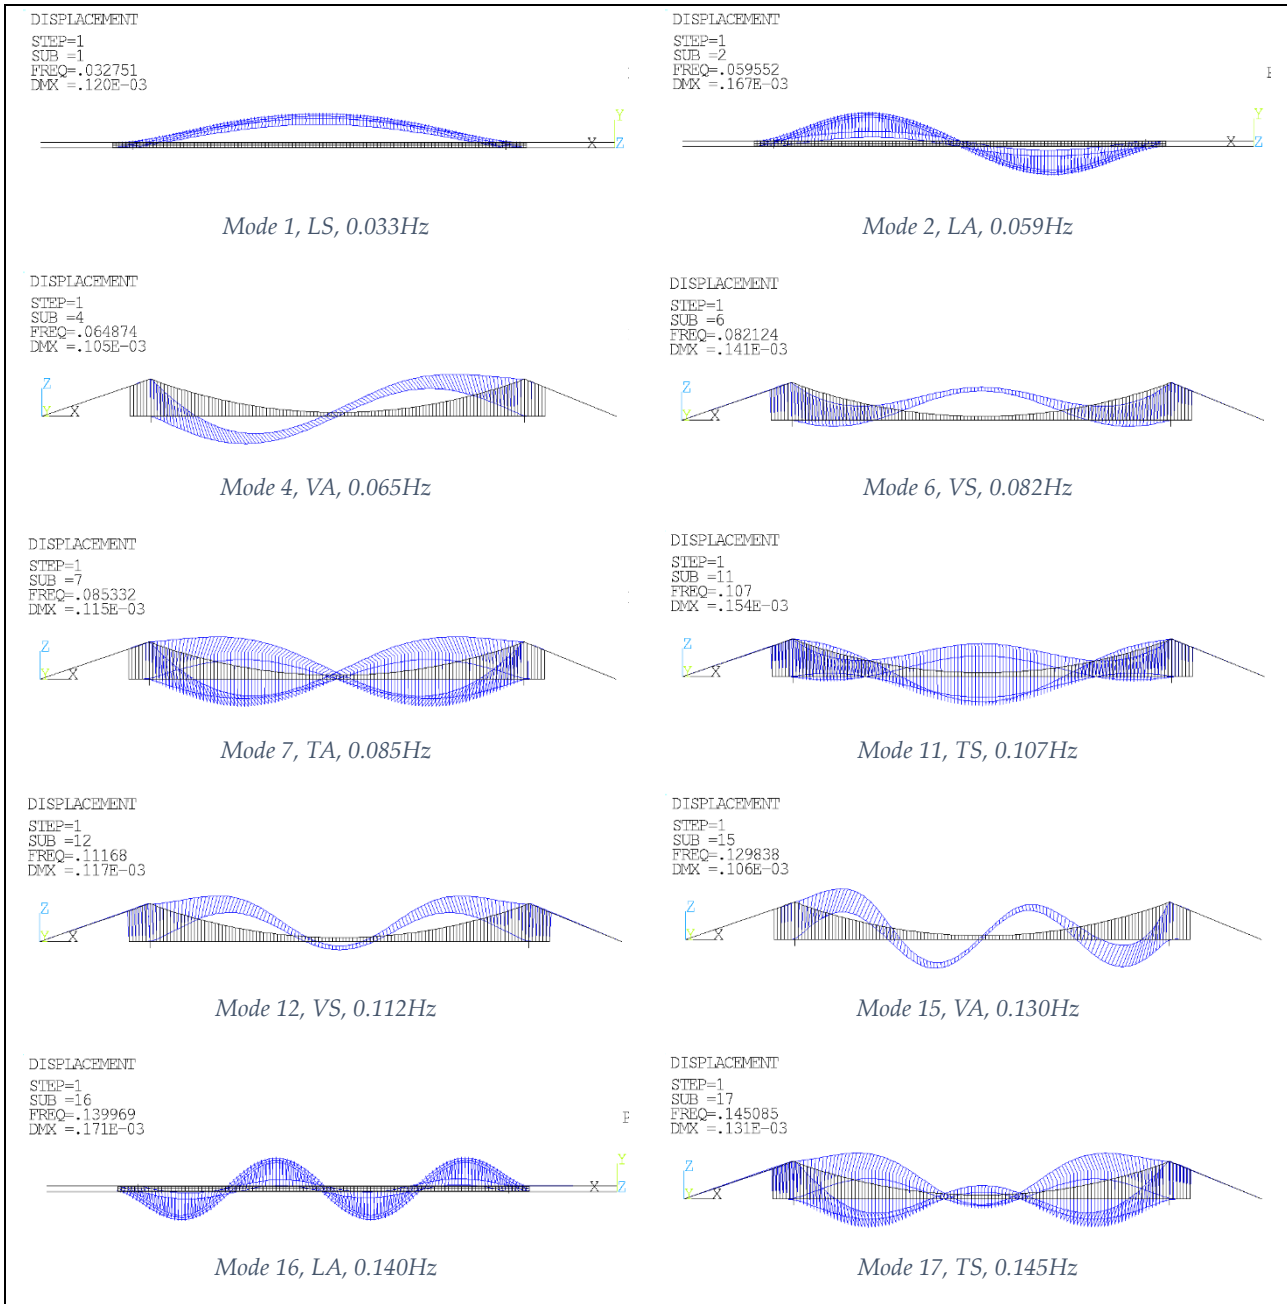 DISPLACEMENT
STEP=1
SUB =1
FREQ=.032751
DMX =.120E-03
Y
X
Z
Mode 1, LS, 0.033Hz
DISPLACEMENT
STEP=1
SUB =2
FREQ=.059552
DMX =.167E-03
Y
X
Z
Mode 2, LA, 0.059Hz
DISPLACEMENT
STEP=1
SUB =4
FREQ=.064874
DMX =.105E-03
Z
Y
X
Mode 4, VA, 0.065Hz
DISPLACEMENT
STEP=1
SUB =6
FREQ=.082124
DMX =.141E-03
Z
Y
X
Mode 6, VS, 0.082Hz
DISPLACEMENT
STEP=1
SUB =7
FREQ=.085332
DMX =.115E-03
Z
Y
X
Mode 7, TA, 0.085Hz
DISPLACEMENT
STEP=1
SUB =11
FREQ=.107
DMX =.154E-03
Z
Y
X
Mode 11, TS, 0.107Hz
DISPLACEMENT
STEP=1
SUB =12
FREQ=.11168
DMX =.117E-03
Z
Y
X
Mode 12, VS, 0.112Hz
DISPLACEMENT
STEP=1
SUB =15
FREQ=.129838
DMX =.106E-03
Z
Y
X
Mode 15, VA, 0.130Hz
DISPLACEMENT
STEP=1
SUB =16
FREQ=.139969
DMX =.171E-03
Y
X
Z
Mode 16, LA, 0.140Hz
DISPLACEMENT
STEP=1
SUB =17
FREQ=.145085
DMX =.131E-03
Z
Y
X
Mode 17, TS, 0.145Hz